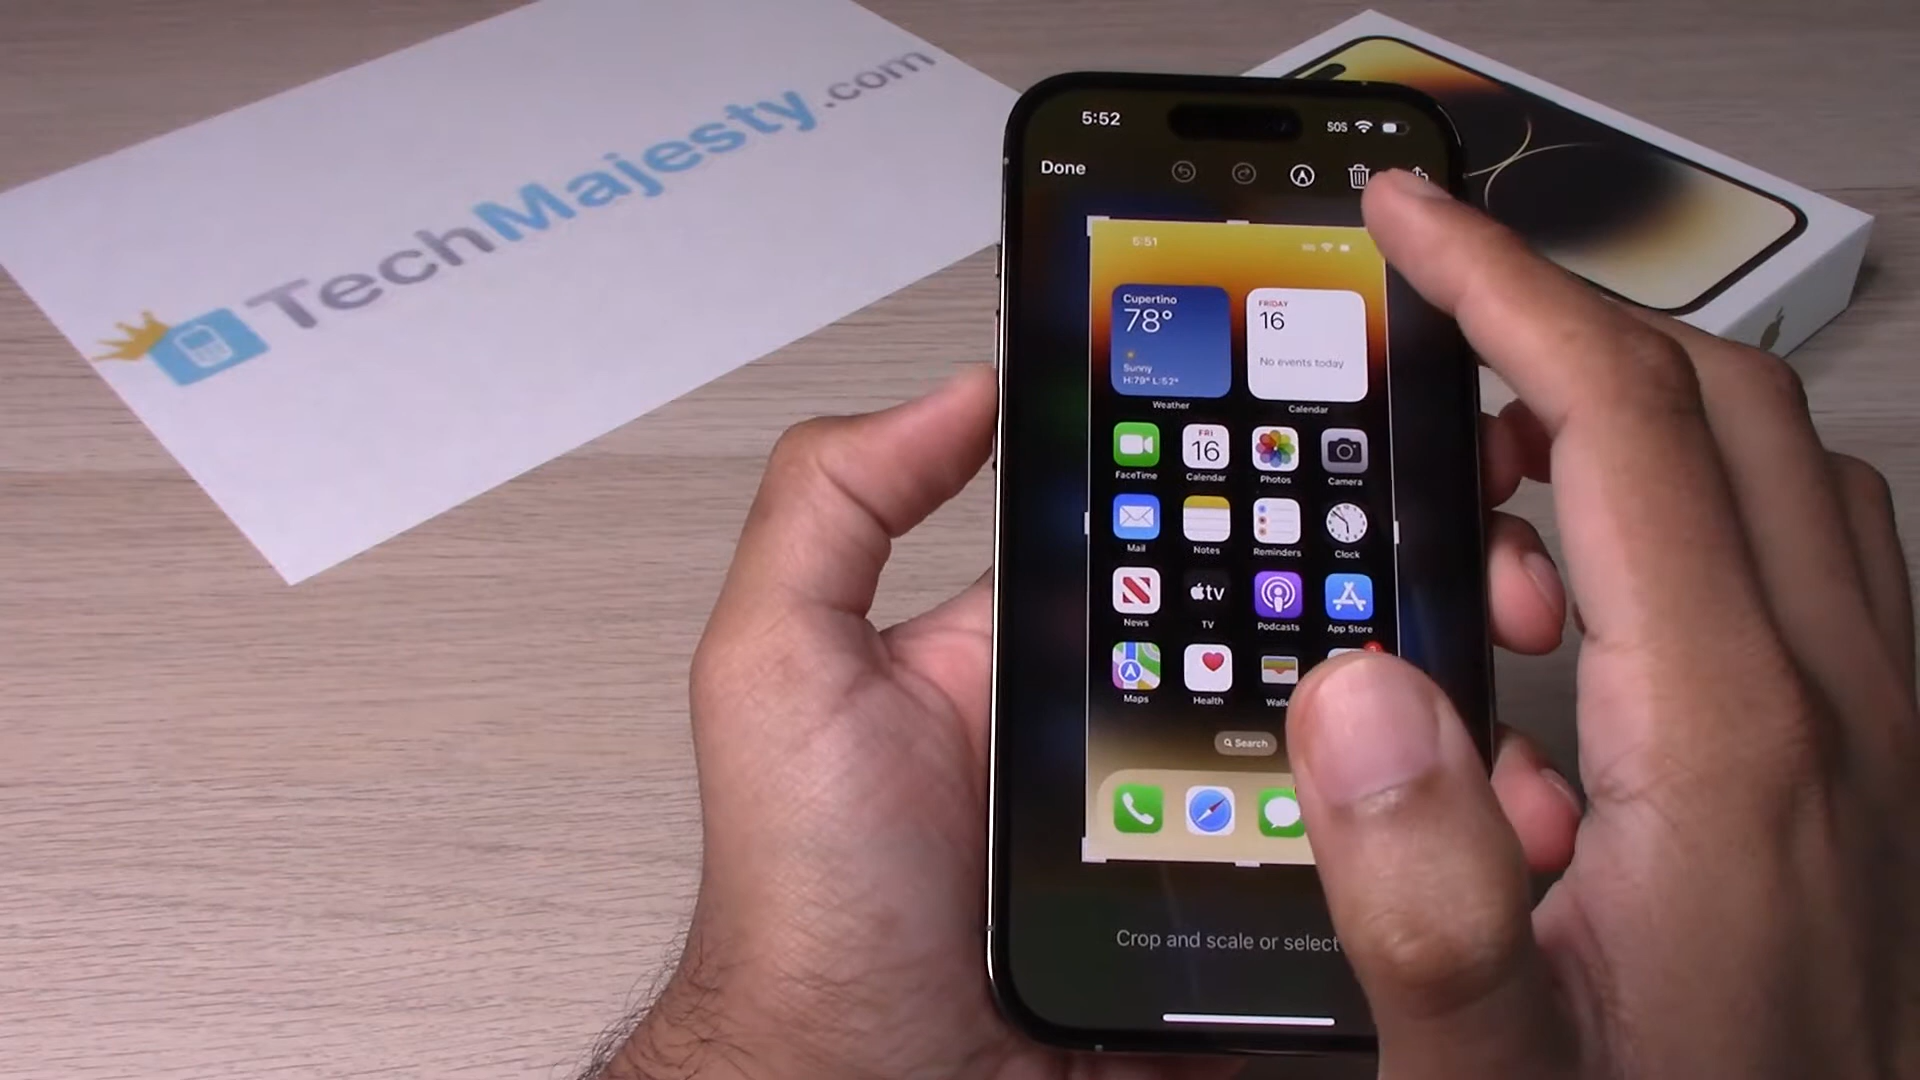 TechMajesty.com
5:52
SOS
Done
5:51
SOS
Cupertino
78°
Sunny
H:79° L:52°
Weather
FRIDAY
16
No events today
Calendar
FaceTime
FRI
16
Calendar
Photos
Camera
Mail
Notes
Reminders
Clock
News
tv
TV
Podcasts
App Store
Maps
Health
Walle
Search
Crop and scale or select